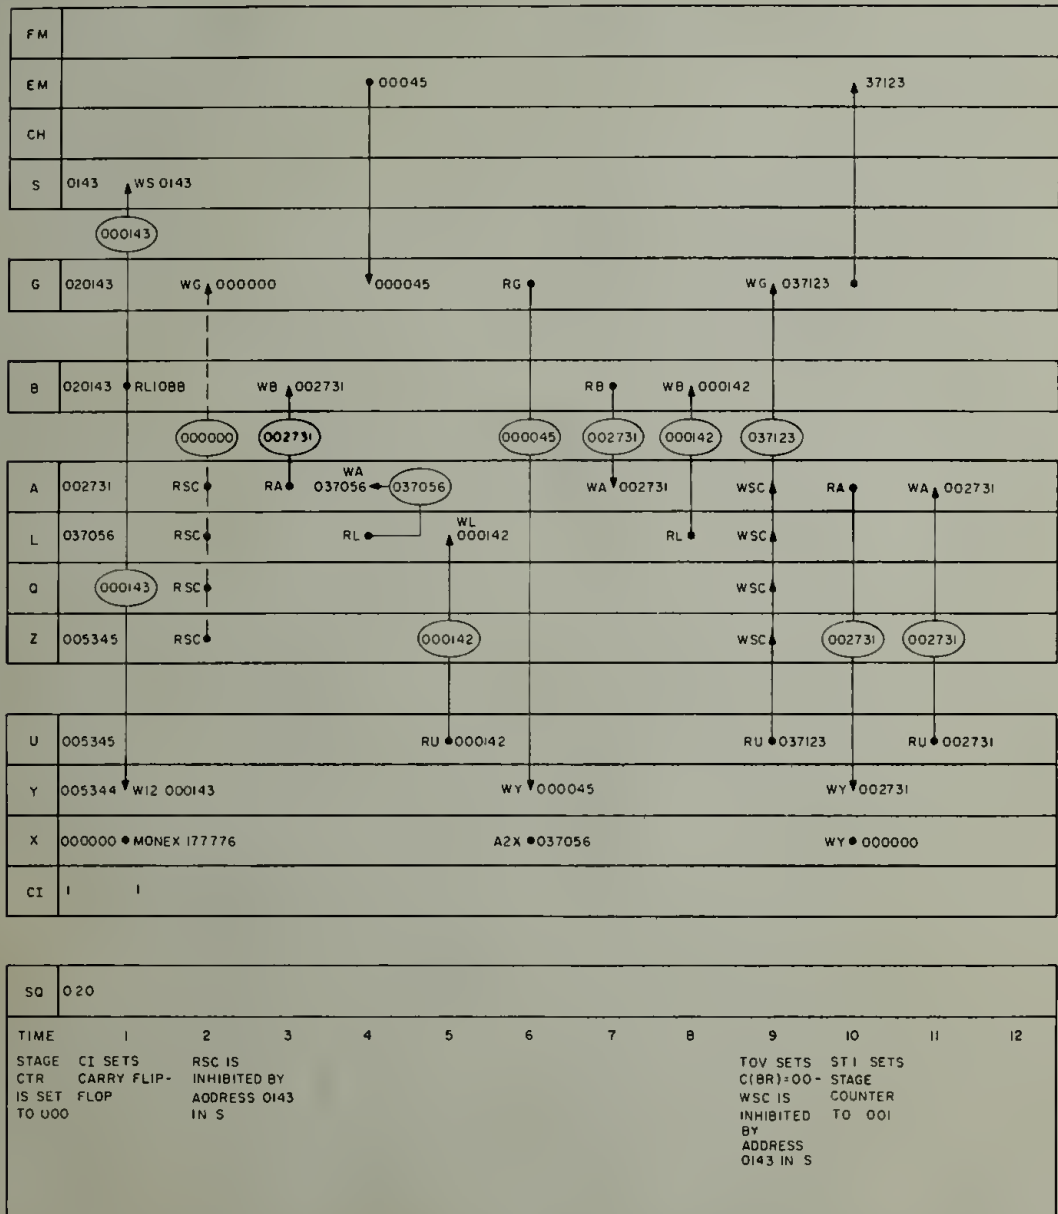 FM
EM 00045 37123
CH
S 0143 WS 0143
000143
G 020143 WG 000000 000045 RG WG 037123
B 020143 RL10BB WB 002731 RB WB 000142
000000 002731 000045 002731 000142 037123
WA
A 002731 RSC RA 037056 037056 WA 002731 WSC RA WA 002731
WL
L 037056 RSC RL 000142 RL WSC
Q 000143 RSC WSC
Z 005345 RSC 000142 WSC 002731 002731
U 005345 RU 000142 RU 037123 RU 002731
Y 005344 W12 000143 WY 000045 WY 002731
X 000000 MONEX 177776 A2X 037056 WY 000000
CI 1 1
SQ 0 20
TIME 1 2 3 4 5 6 7 8 9 10 11 12
STAGE CI SETS RSC IS TOV SETS ST1 SETS
CTR CARRY FLIP- INHIBITED BY C(BR)=00- STAGE
IS SET FLOP ADDRESS 0143 WSC IS COUNTER
TO 000 IN S INHIBITED TO 001
BY
ADDRESS
0143 IN S